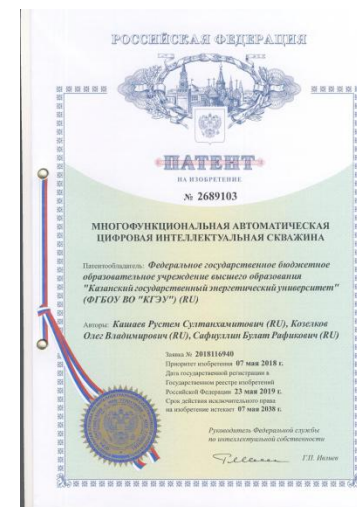 РОССИЙСКАЯ ФЕДЕРАЦИЯ
ПАТЕНТ
НА ИЗОБРЕТЕНИЕ
№ 2689103
МНОГОФУНКЦИОНАЛЬНАЯ АВТОМАТИЧЕСКАЯ
ЦИФРОВАЯ ИНТЕЛЛЕКТУАЛЬНАЯ СКВАЖИНА
Патентообладатель: Федеральное государственное бюджетное
образовательное учреждение высшего образования
"Казанский государственный энергетический университет"
(ФГБОУ ВО "КГЭУ") (RU)
Авторы: Кашаев Рустем Султанхамитович (RU), Козелков
Олег Владимирович (RU), Сафиуллин Булат Рафикович (RU)
Заявка № 2018116940
Приоритет изобретения 07 мая 2018 г.
Дата государственной регистрации в
Государственном реестре изобретений
Российской Федерации 23 мая 2019 г.
Срок действия исключительного права
на изобретение истекает 07 мая 2038 г.
Руководитель Федеральной службы
по интеллектуальной собственности
Г.П. Ивлиев